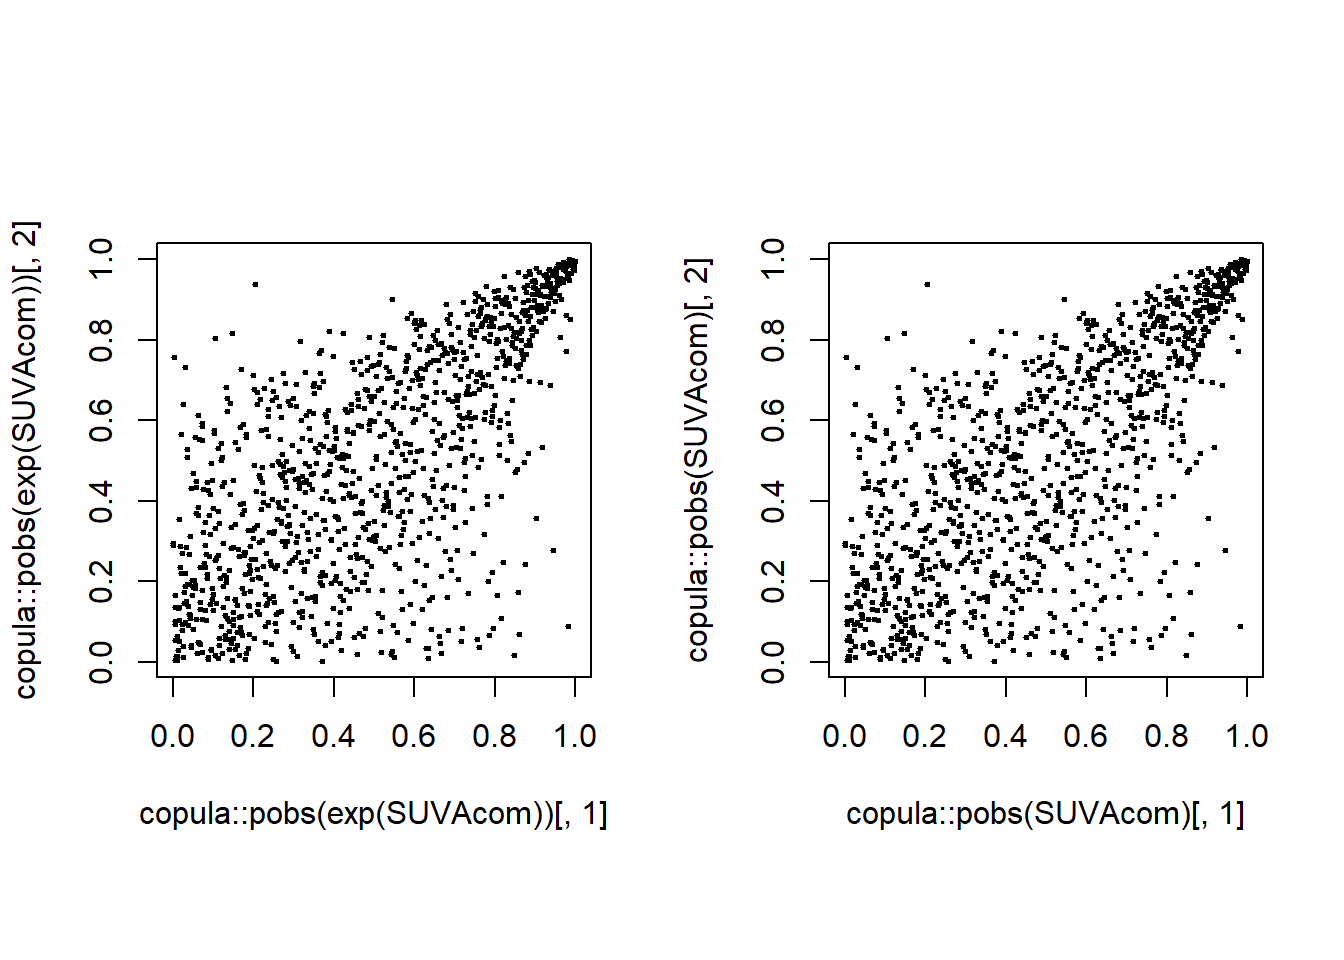 copula::pobs(exp(SUVAcom))[, 2]
1.0
0.8
0.6
0.4
0.2
0.0
0.0 0.2 0.4 0.6 0.8 1.0
copula::pobs(exp(SUVAcom))[, 1]
copula::pobs(SUVAcom)[, 2]
1.0
0.8
0.6
0.4
0.2
0.0
0.0 0.2 0.4 0.6 0.8 1.0
copula::pobs(SUVAcom)[, 1]